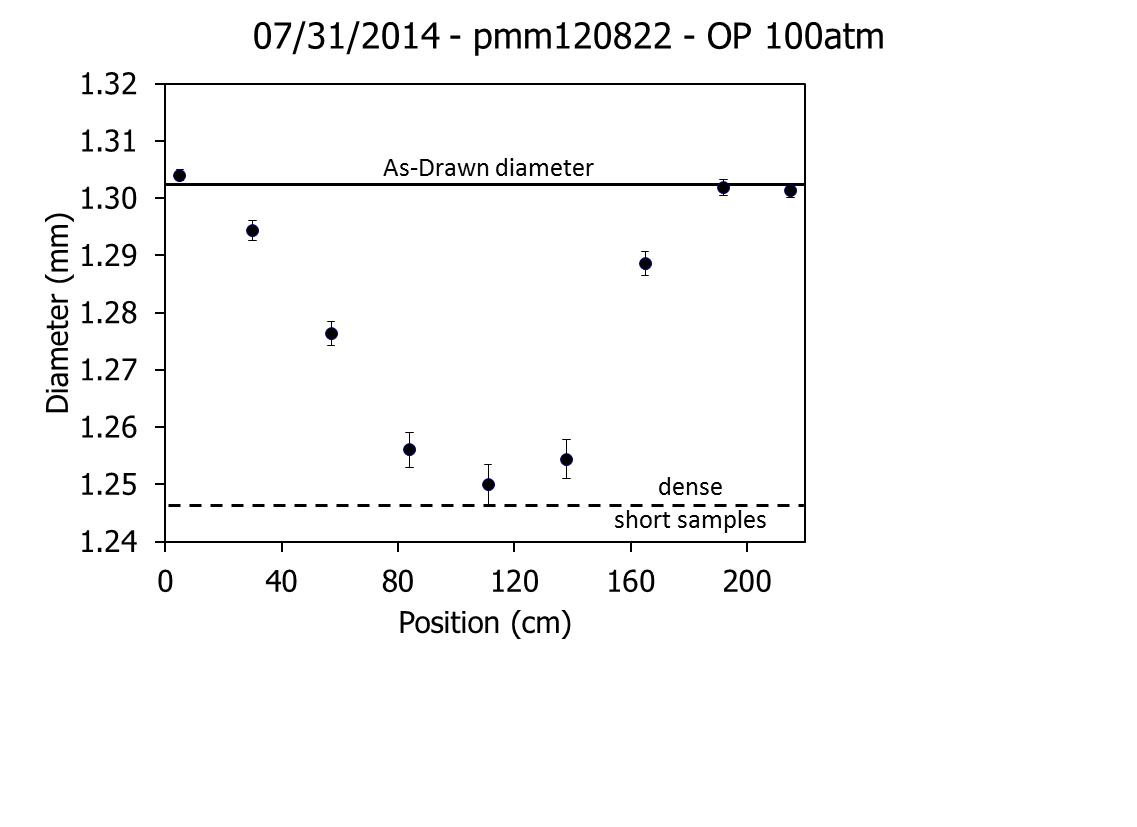 07/31/2014 - pmm120822 - OP 100atm
1.32
1.31
As-Drawn diameter
1.30
1.29
1.28
1.27
1.26
1.25
dense
short samples
1.24
Diameter (mm)
0 40 80 120 160 200
Position (cm)